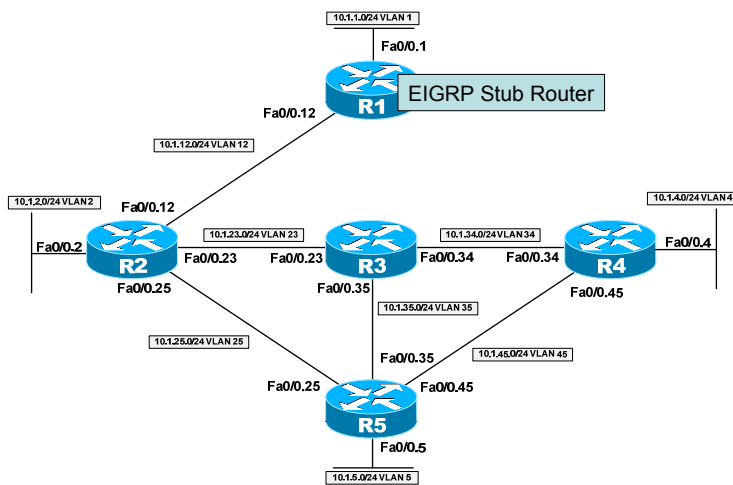 10.1.1.0/24 VLAN 1
Fa0/0.1
R1
EIGRP Stub Router
Fa0/0.12
10.1.12.0/24 VLAN 12
10.1.2.0/24 VLAN 2
Fa0/0.12
10.1.4.0/24 VLAN 4
Fa0/0.2
R2
Fa0/0.23
10.1.23.0/24 VLAN 23
Fa0/0.23
R3
Fa0/0.34
10.1.34.0/24 VLAN 34
Fa0/0.34
R4
Fa0/0.4
Fa0/0.25
Fa0/0.35
Fa0/0.45
10.1.35.0/24 VLAN 35
10.1.25.0/24 VLAN 25
10.1.45.0/24 VLAN 45
Fa0/0.35
Fa0/0.25
Fa0/0.45
R5
Fa0/0.5
10.1.5.0/24 VLAN 5